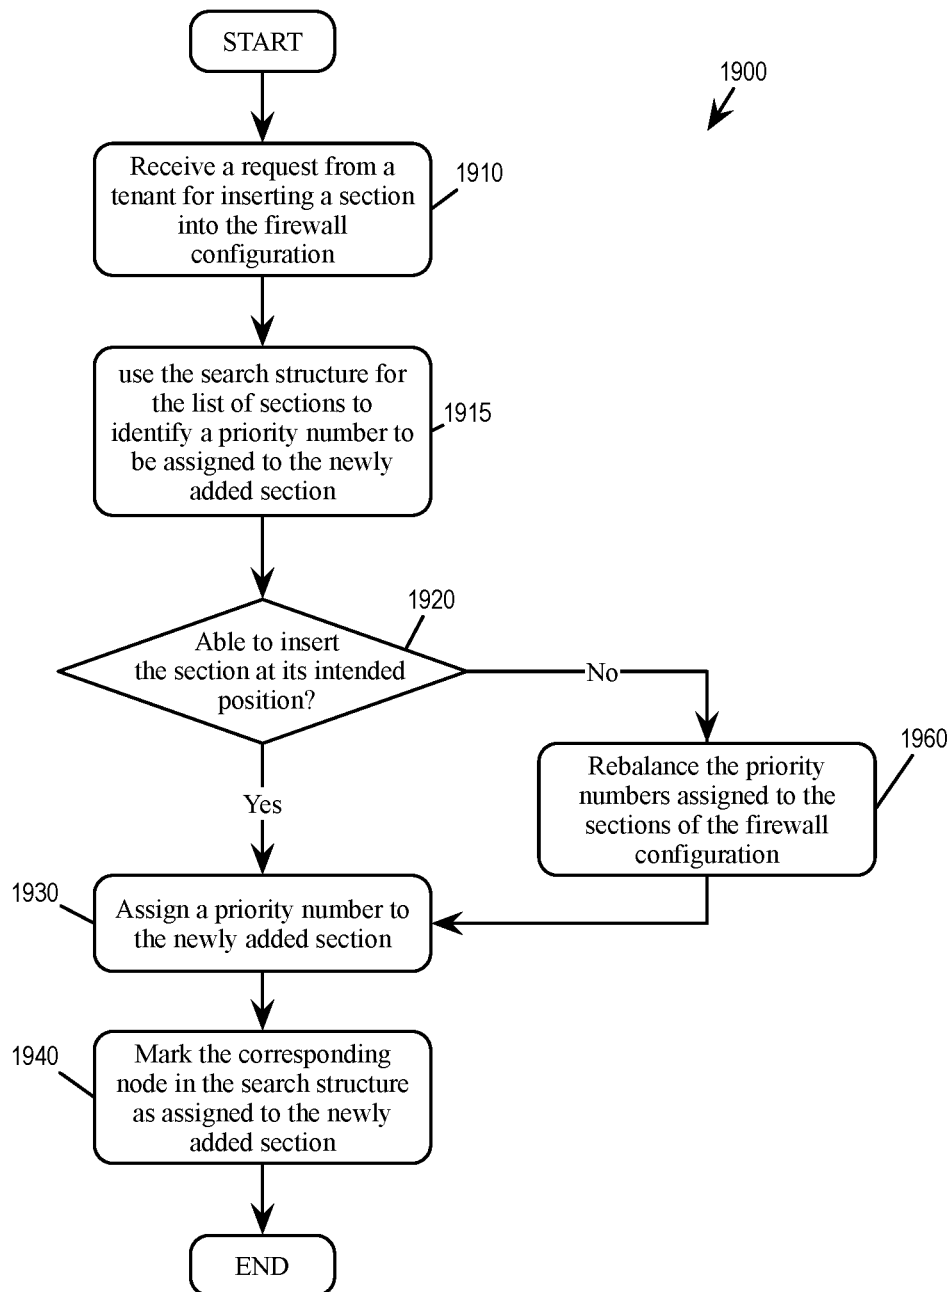 START
1900
Receive a request from a
tenant for inserting a section
into the firewall
configuration
1910
use the search structure for
the list of sections to
identify a priority number to
be assigned to the newly
added section
1915
1920
Able to insert
the section at its intended
position?
No
Yes
1960
Rebalance the priority
numbers assigned to the
sections of the firewall
configuration
1930
Assign a priority number to
the newly added section
1940
Mark the corresponding
node in the search structure
as assigned to the newly
added section
END